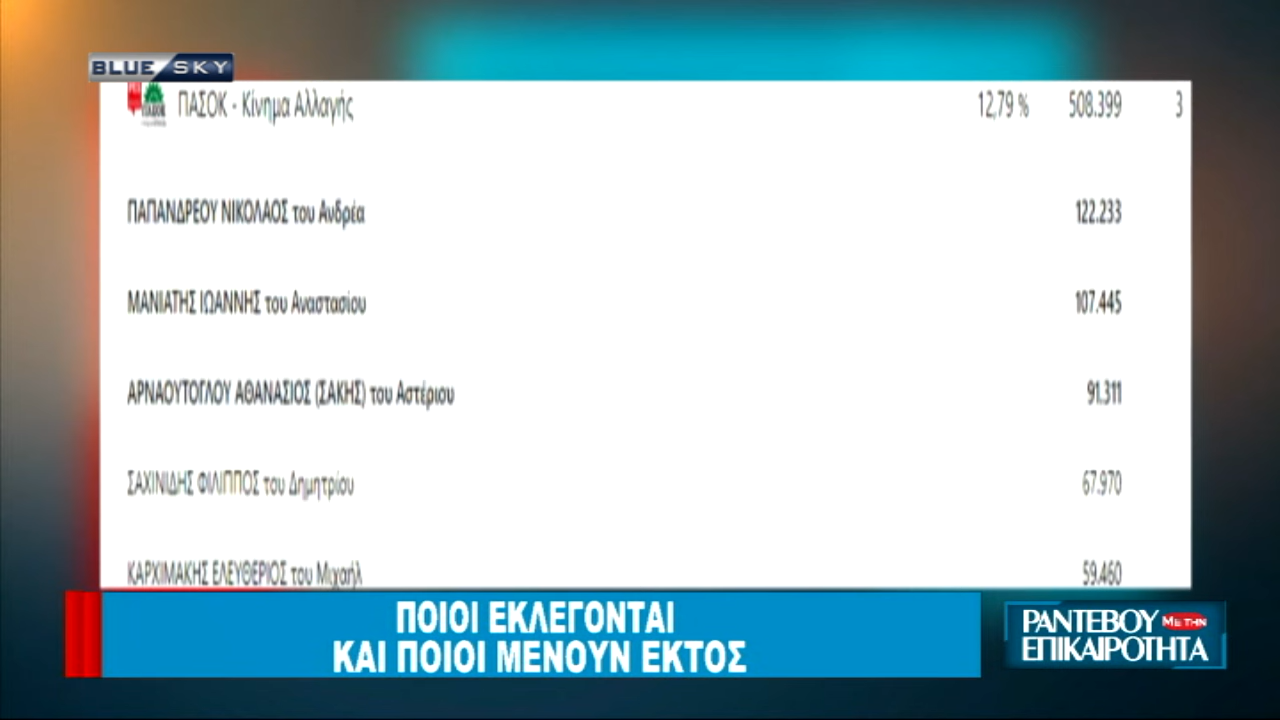 BLUE SKY
ΠΑΣΟΚ - Κίνημα Αλλαγής 12,79 % 508.399 3
ΠΑΠΑΝΔΡΕΟΥ ΝΙΚΟΛΑΟΣ του Ανδρέα 122.233
ΜΑΝΙΑΤΗΣ ΙΩΑΝΝΗΣ του Αναστασίου 107.445
ΑΡΝΑΟΥΤΟΓΛΟΥ ΑΘΑΝΑΣΙΟΣ (ΣΑΚΗΣ) του Αστέριου 91.311
ΣΑΧΙΝΙΔΗΣ ΦΙΛΙΠΠΟΣ του Δημητρίου 67.970
ΚΑΡΧΙΜΑΚΗΣ ΕΛΕΥΘΕΡΙΟΣ του Μιχαήλ 59.460
ΠΟΙΟΙ ΕΚΛΕΓΟΝΤΑΙ
ΚΑΙ ΠΟΙΟΙ ΜΕΝΟΥΝ ΕΚΤΟΣ
ΡΑΝΤΕΒΟΥ ΜΕ ΤΗΝ
ΕΠΙΚΑΙΡΟΤΗΤΑ